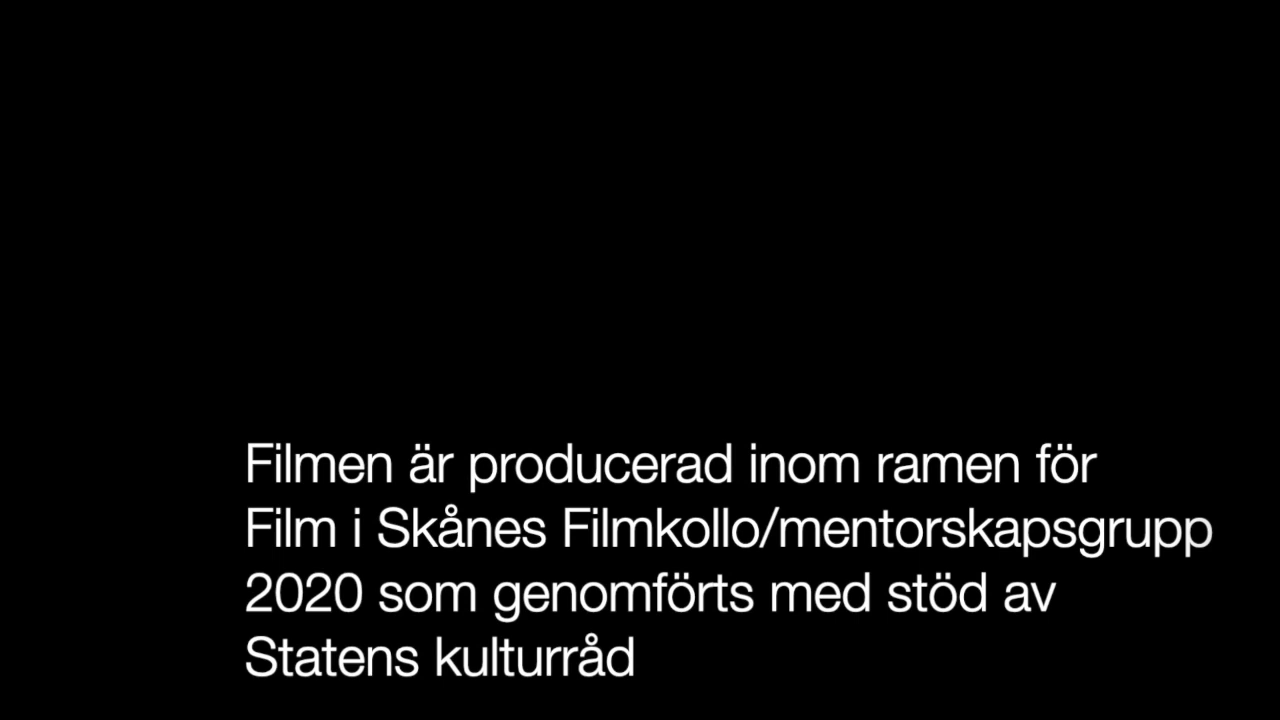 Filmen är producerad inom ramen för
Film i Skånes Filmkollo/mentorskapsgrupp
2020 som genomförts med stöd av
Statens kulturråd